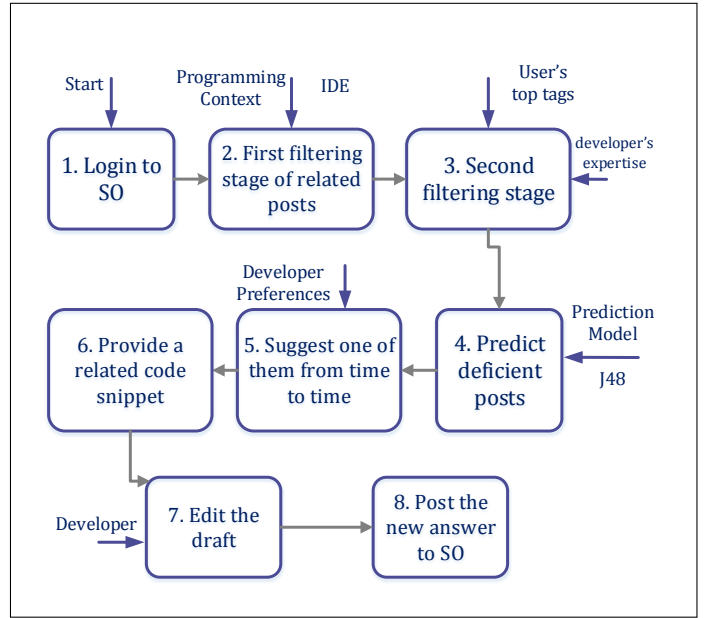 Start
Programming
Context
IDE
User's
top tags
1. Login to
SO
2. First filtering
stage of related
posts
3. Second
filtering stage
developer's
expertise
Developer
Preferences
6. Provide a
related code
snippet
5. Suggest one of
them from time
to time
4. Predict
deficient
posts
Prediction
Model
J48
Developer
7. Edit the
draft
8. Post the
new answer
to SO